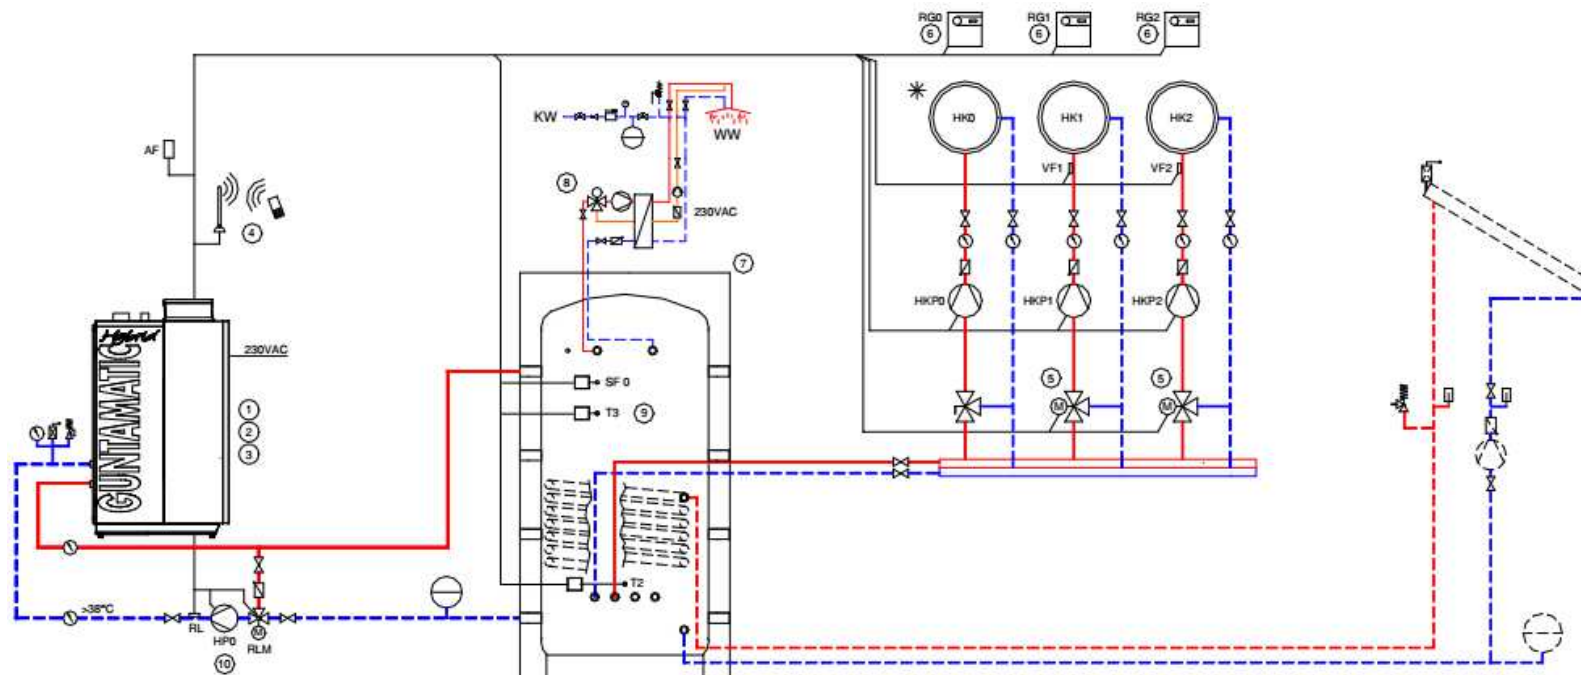 RG0
6
RG1
6
RG2
6
KW
WW
HK0
HK1
HK2
AF
VF1
VF2
4
8
230VAC
7
HKP0
HKP1
HKP2
Hybrid
GUNTAMATIC
230VAC
SF 0
T3
9
5
M
5
M
1
2
3
T2
>38°C
RL
HP0
10
M
RLM